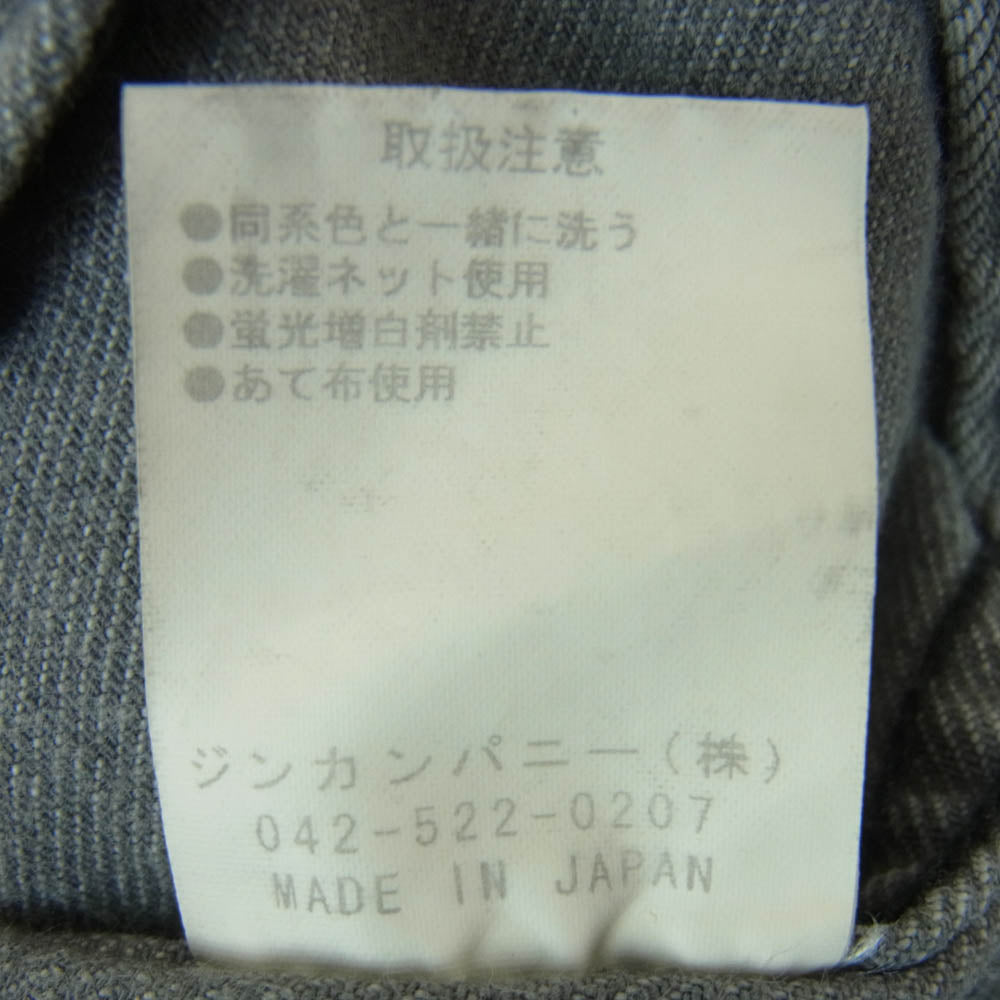 取扱注意
●同系色と一緒に洗う
●洗濯ネット使用
●蛍光増白剤禁止
●あて布使用
ジンカンパニー(株)
042-522-0207
MADE IN JAPAN